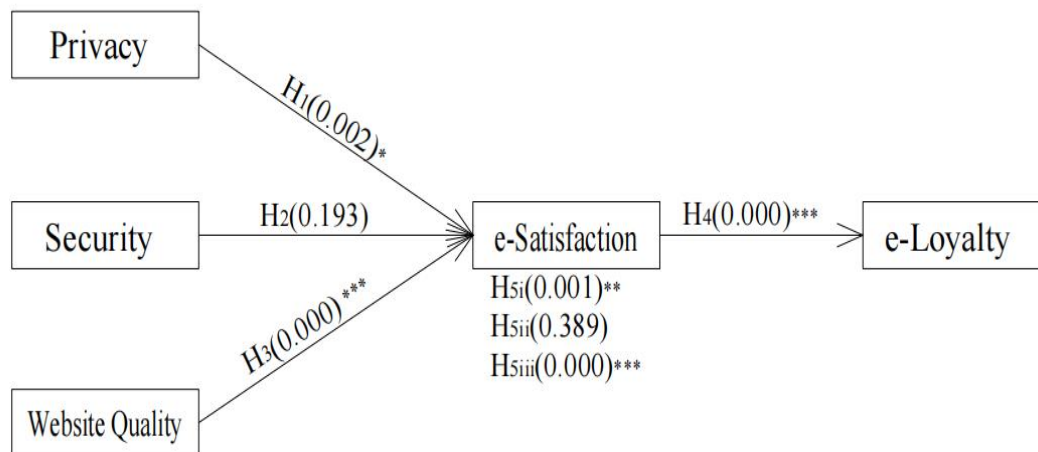 Privacy
H1(0.002)*
Security
H2(0.193)
e-Satisfaction
H4(0.000)***
e-Loyalty
H5i(0.001)**
H5ii(0.389)
H5iii(0.000)***
H3(0.000)***
Website Quality